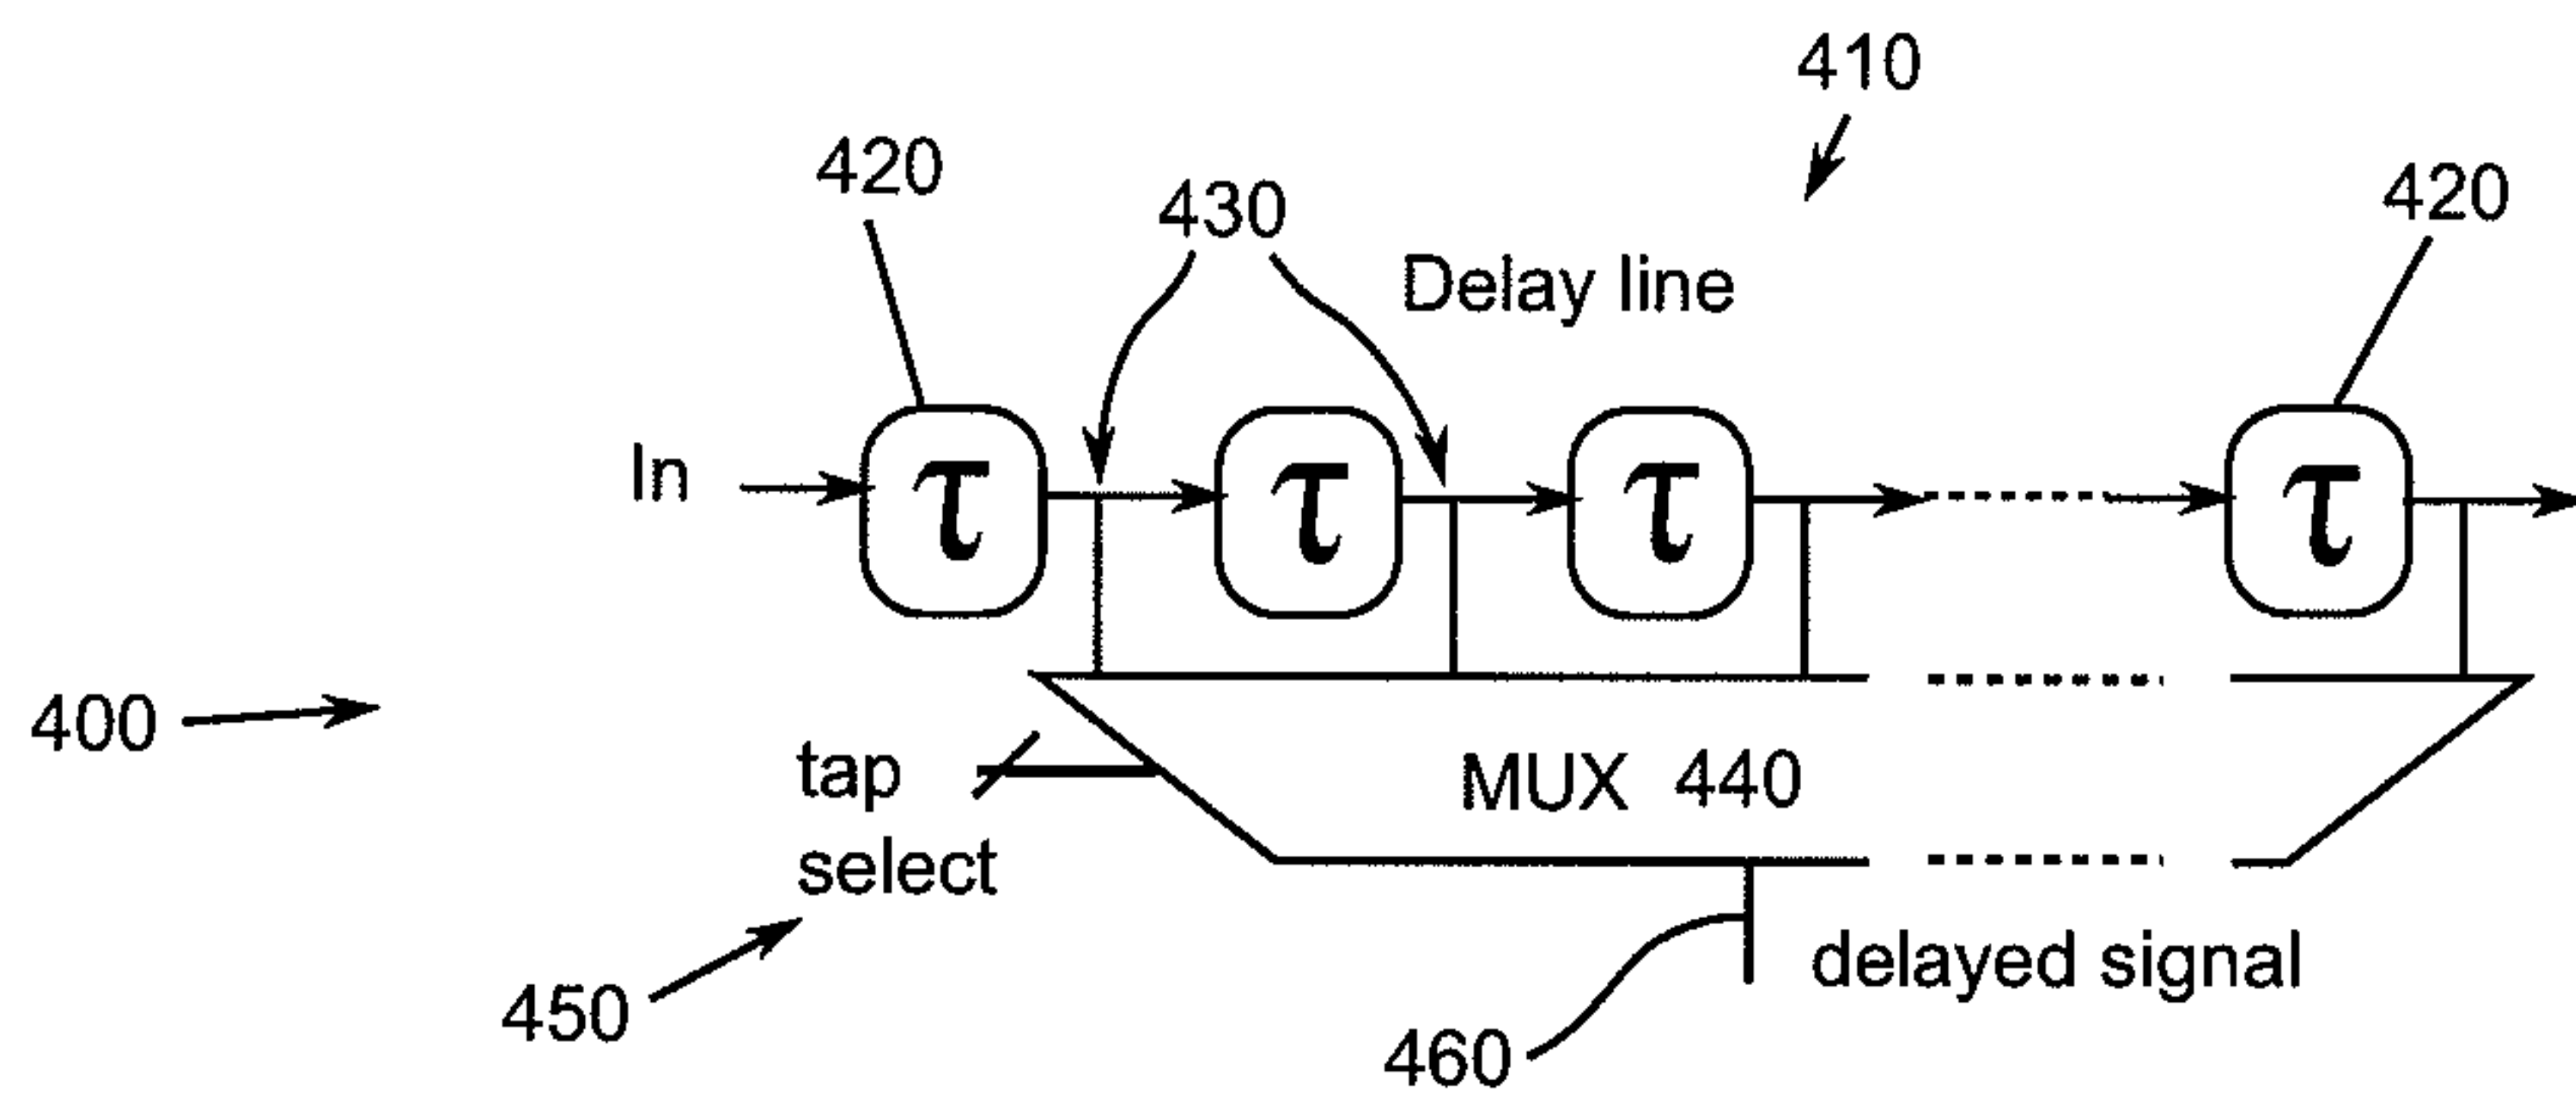 410
420
430
420
Delay line
In
τ τ τ τ
400
tap
select
MUX 440
450
delayed signal
460